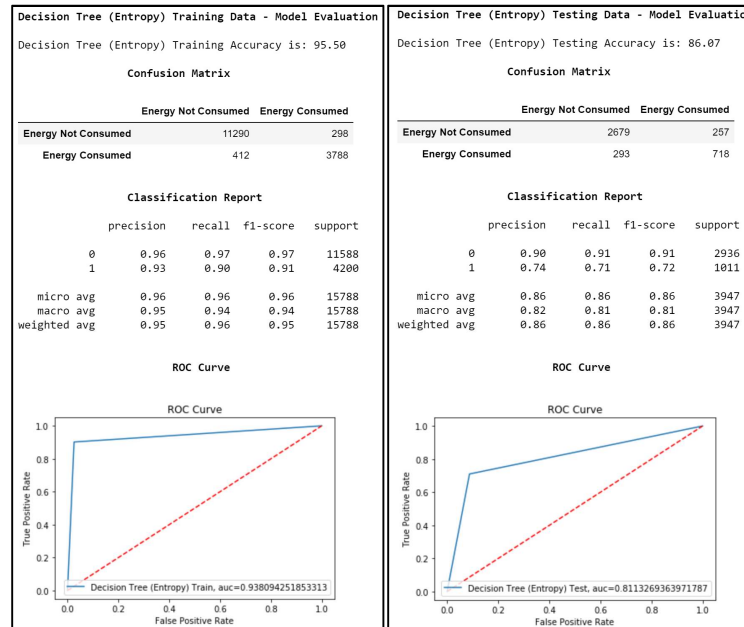 Decision Tree (Entropy) Training Data - Model Evaluation
Decision Tree (Entropy) Training Accuracy is: 95.50
Confusion Matrix
Energy Not Consumed Energy Consumed
Energy Not Consumed 11290 298
Energy Consumed 412 3788
Classification Report
precision recall f1-score support
0 0.96 0.97 0.97 11588
1 0.93 0.90 0.91 4200
micro avg 0.96 0.96 0.96 15788
macro avg 0.95 0.94 0.94 15788
weighted avg 0.95 0.96 0.95 15788
ROC Curve
ROC Curve
True Positive Rate
1.0
0.8
0.6
0.4
0.2
0.0
Decision Tree (Entropy) Train, auc=0.938094251853313
0.0 0.2 0.4 0.6 0.8 1.0
False Positive Rate
Decision Tree (Entropy) Testing Data - Model Evaluatio
Decision Tree (Entropy) Testing Accuracy is: 86.07
Confusion Matrix
Energy Not Consumed Energy Consumed
Energy Not Consumed 2679 257
Energy Consumed 293 718
Classification Report
precision recall f1-score support
0 0.90 0.91 0.91 2936
1 0.74 0.71 0.72 1011
micro avg 0.86 0.86 0.86 3947
macro avg 0.82 0.81 0.81 3947
weighted avg 0.86 0.86 0.86 3947
ROC Curve
ROC Curve
True Positive Rate
1.0
0.8
0.6
0.4
0.2
0.0
Decision Tree (Entropy) Test, auc=0.8113269363971787
0.0 0.2 0.4 0.6 0.8 1.0
False Positive Rate